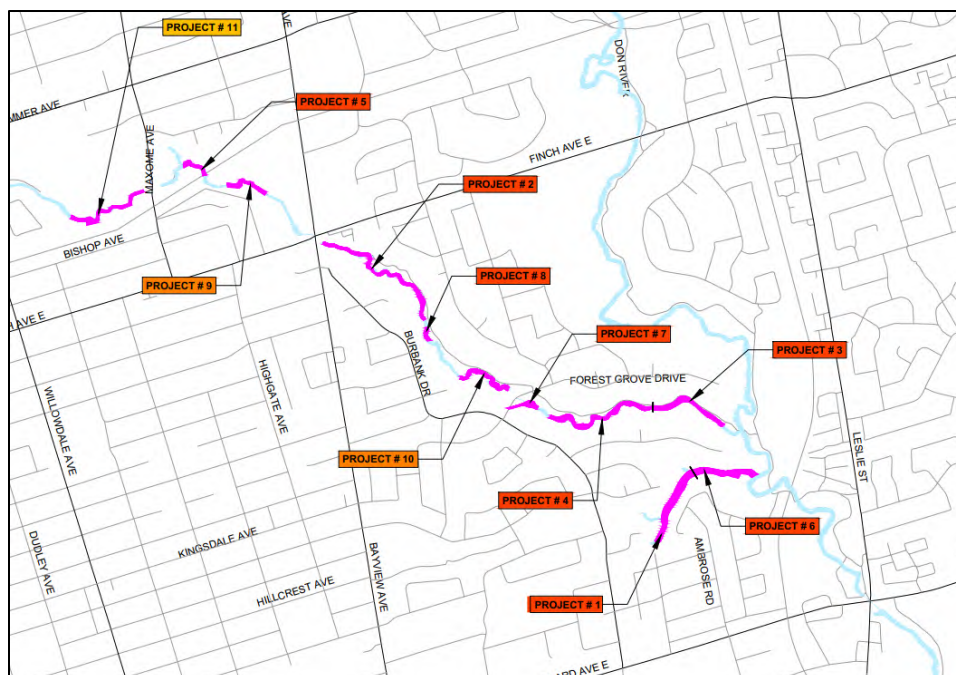 PROJECT # 11
AVE
DON RIVER
MMER AVE
PROJECT # 5
MAXOME AVE
FINCH AVE E
PROJECT # 2
BISHOP AVE
PROJECT # 9
PROJECT # 8
H AVE E
PROJECT # 7
BURBANK DR
PROJECT # 3
HIGHGATE AVE
FOREST GROVE DRIVE
WILLOWDALE AVE
LESLIE ST
PROJECT # 10
PROJECT # 4
PROJECT # 6
KINGSDALE AVE
DUDLEY AVE
BAYVIEW AVE
AMBROSE RD
HILLCREST AVE
PROJECT # 1
ARD AVE E